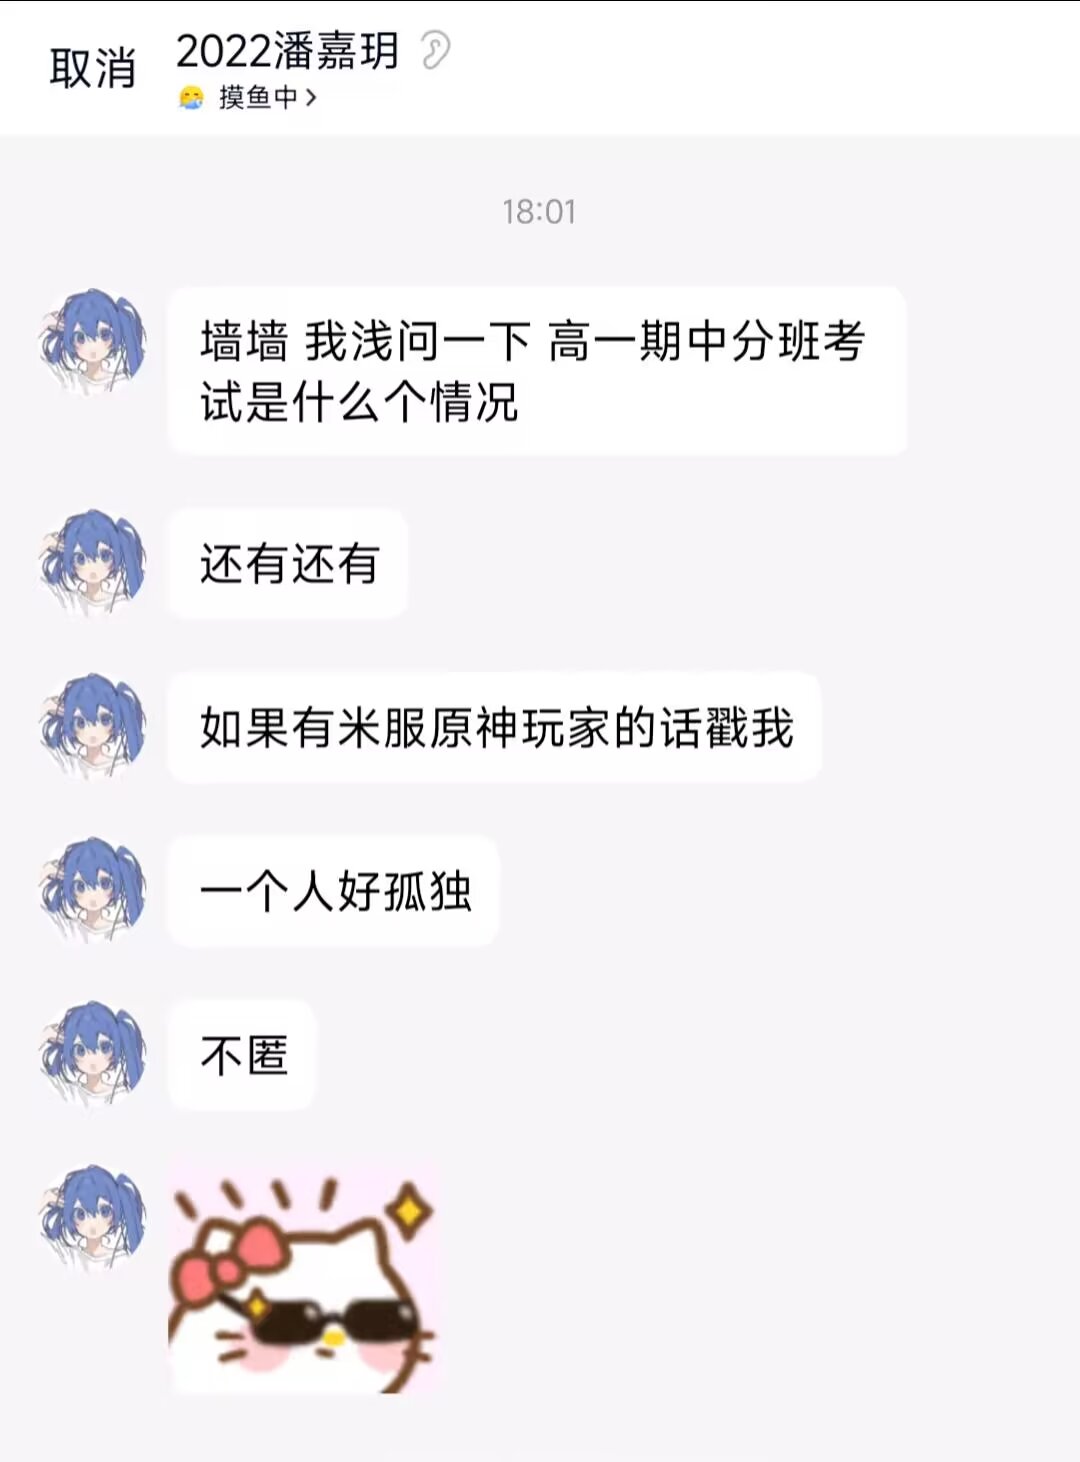 取消
2022潘嘉玥
摸鱼中
18:01
墙墙 我浅问一下 高一期中分班考
试是什么个情况
还有还有
如果有米服原神玩家的话戳我
一个人好孤独
不匿